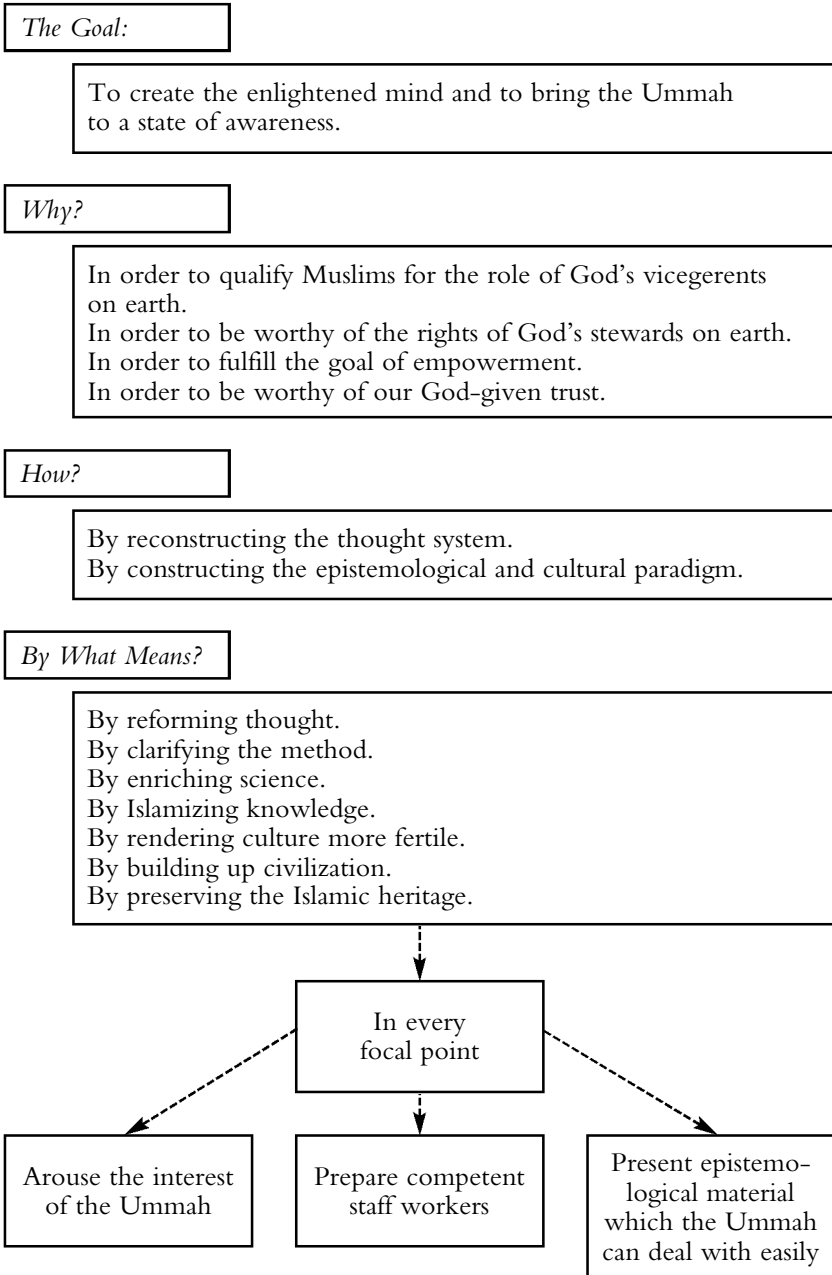 The Goal:
To create the enlightened mind and to bring the Ummah
to a state of awareness.
Why?
In order to qualify Muslims for the role of God's vicegerents
on earth.
In order to be worthy of the rights of God's stewards on earth.
In order to fulfill the goal of empowerment.
In order to be worthy of our God-given trust.
How?
By reconstructing the thought system.
By constructing the epistemological and cultural paradigm.
By What Means?
By reforming thought.
By clarifying the method.
By enriching science.
By Islamizing knowledge.
By rendering culture more fertile.
By building up civilization.
By preserving the Islamic heritage.
In every
focal point
Arouse the interest
of the Ummah
Prepare competent
staff workers
Present epistemo-
logical material
which the Ummah
can deal with easily